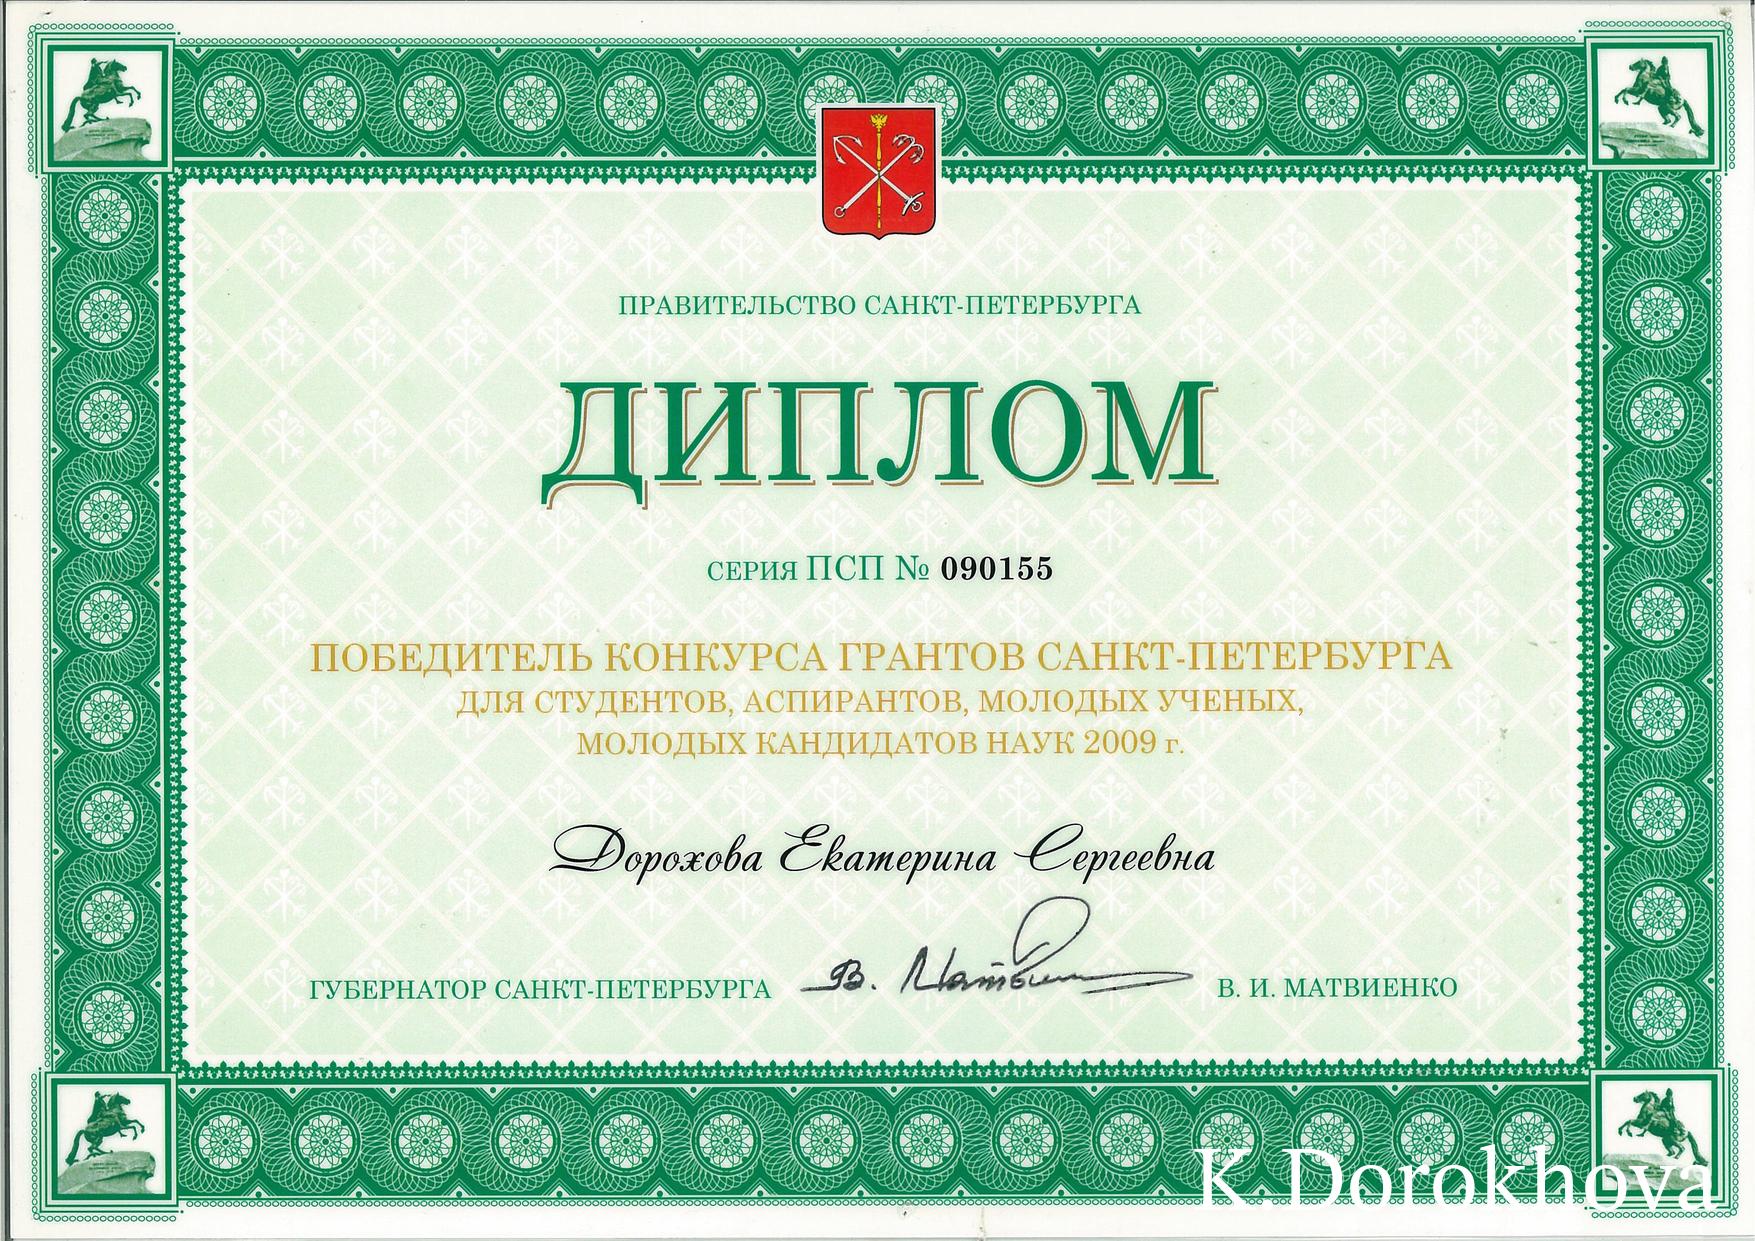 ПРАВИТЕЛЬСТВО САНКТ-ПЕТЕРБУРГА
ДИПЛОМ
СЕРИЯ ПСП № 090155
ПОБЕДИТЕЛЬ КОНКУРСА ГРАНТОВ САНКТ-ПЕТЕРБУРГА
ДЛЯ СТУДЕНТОВ, АСПИРАНТОВ, МОЛОДЫХ УЧЕНЫХ,
МОЛОДЫХ КАНДИДАТОВ НАУК 2009 г.
Дорохова Екатерина Сергеевна
ГУБЕРНАТОР САНКТ-ПЕТЕРБУРГА В. И. МАТВИЕНКО
K.Dorokhova